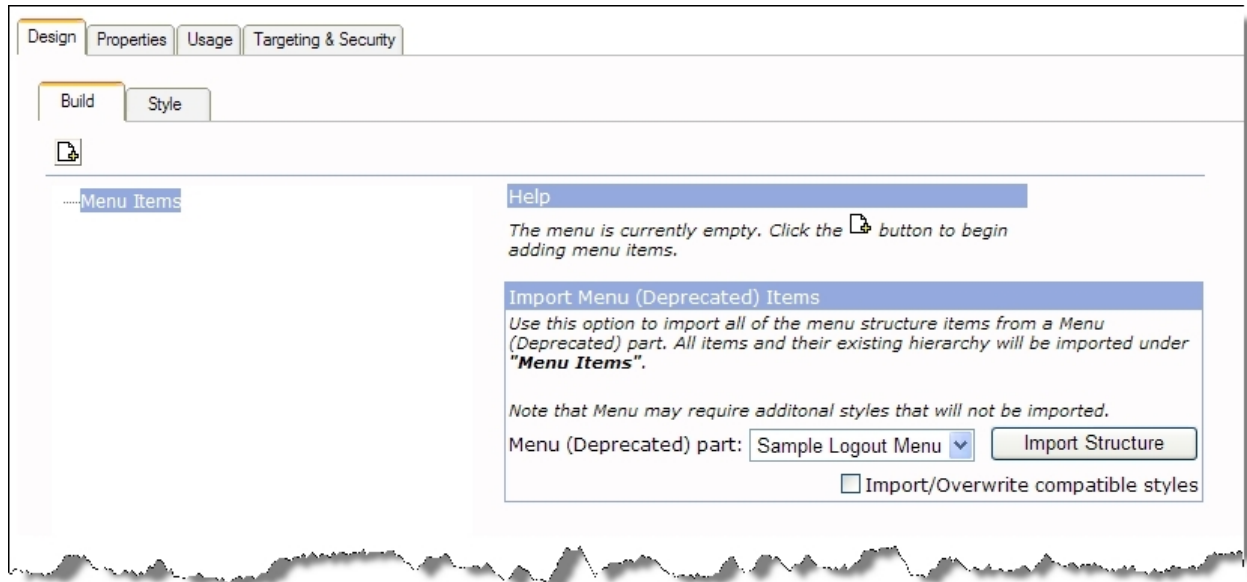 Design Properties Usage Targeting & Security
Build Style
Menu Items
Help
The menu is currently empty. Click the button to begin
adding menu items.
Import Menu (Deprecated) Items
Use this option to import all of the menu structure items from a Menu
(Deprecated) part. All items and their existing hierarchy will be imported under
"Menu Items".
Note that Menu may require additonal styles that will not be imported.
Menu (Deprecated) part: Sample Logout Menu Import Structure
Import/Overwrite compatible styles